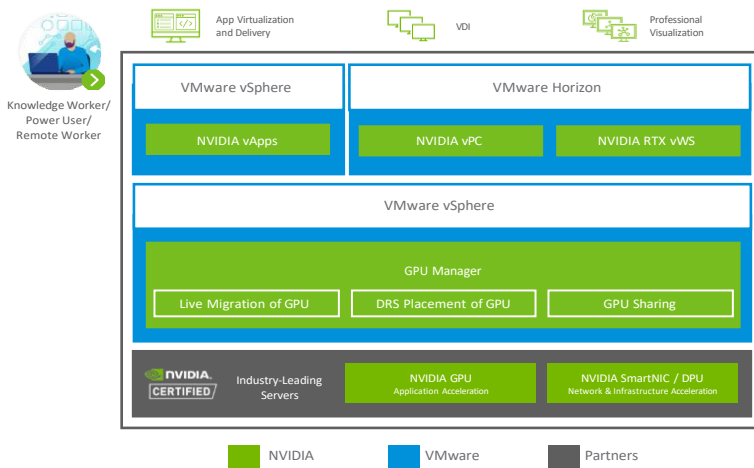 App Virtualization
and Delivery
VDI
Professional
Visualization
Knowledge Worker/
Power User/
Remote Worker
VMware vSphere
VMware Horizon
NVIDIA vApps
NVIDIA vPC
NVIDIA RTX vWS
VMware vSphere
GPU Manager
Live Migration of GPU
DRS Placement of GPU
GPU Sharing
NVIDIA.
CERTIFIED
Industry-Leading
Servers
NVIDIA GPU
Application Acceleration
NVIDIA SmartNIC / DPU
Network & Infrastructure Acceleration
NVIDIA
VMware
Partners